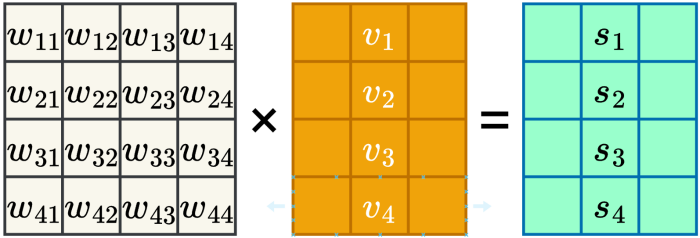 w₁₁ w₁₂ w₁₃ w₁₄ v₁ s₁
w₂₁ w₂₂ w₂₃ w₂₄ × v₂ = s₂
w₃₁ w₃₂ w₃₃ w₃₄ v₃ s₃
w₄₁ w₄₂ w₄₃ w₄₄ v₄ s₄